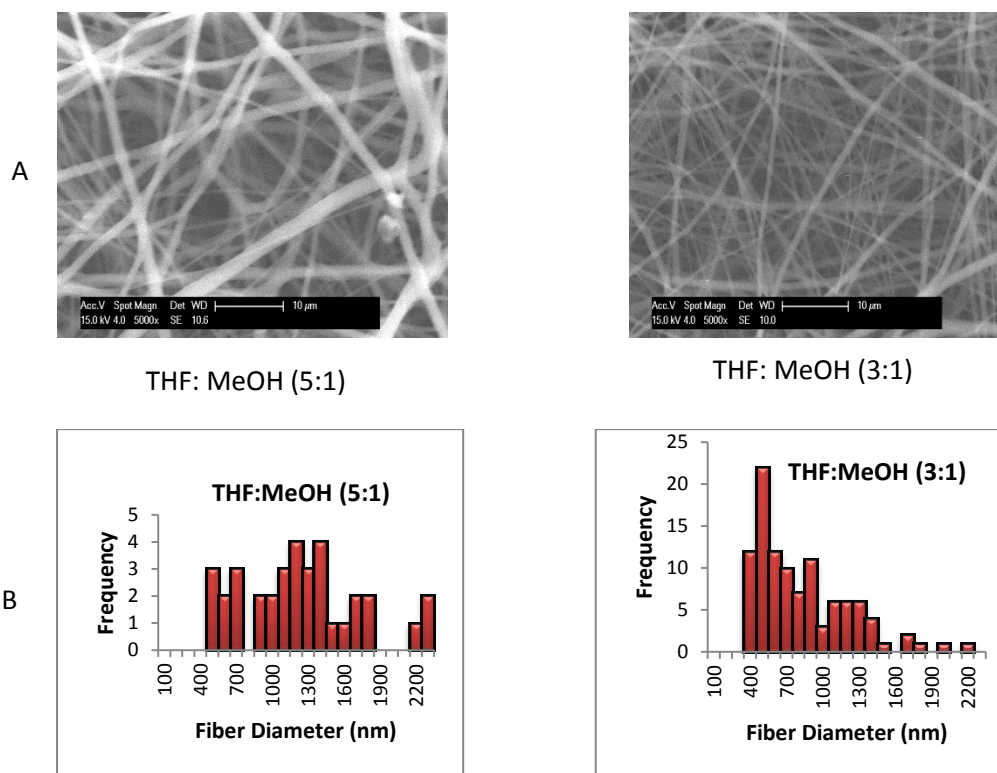 A
Acc.V Spot Magn Det WD 10 µm
15.0 kV 4.0 5000x SE 10.6
Acc.V Spot Magn Det WD 10 µm
15.0 kV 4.0 5000x SE 10.0
THF: MeOH (5:1)
THF: MeOH (3:1)
B
THF:MeOH (5:1)
Frequency
5
4
3
2
1
0
100 400 700 1000 1300 1600 1900 2200
Fiber Diameter (nm)
THF:MeOH (3:1)
Frequency
25
20
15
10
5
0
100 400 700 1000 1300 1600 1900 2200
Fiber Diameter (nm)